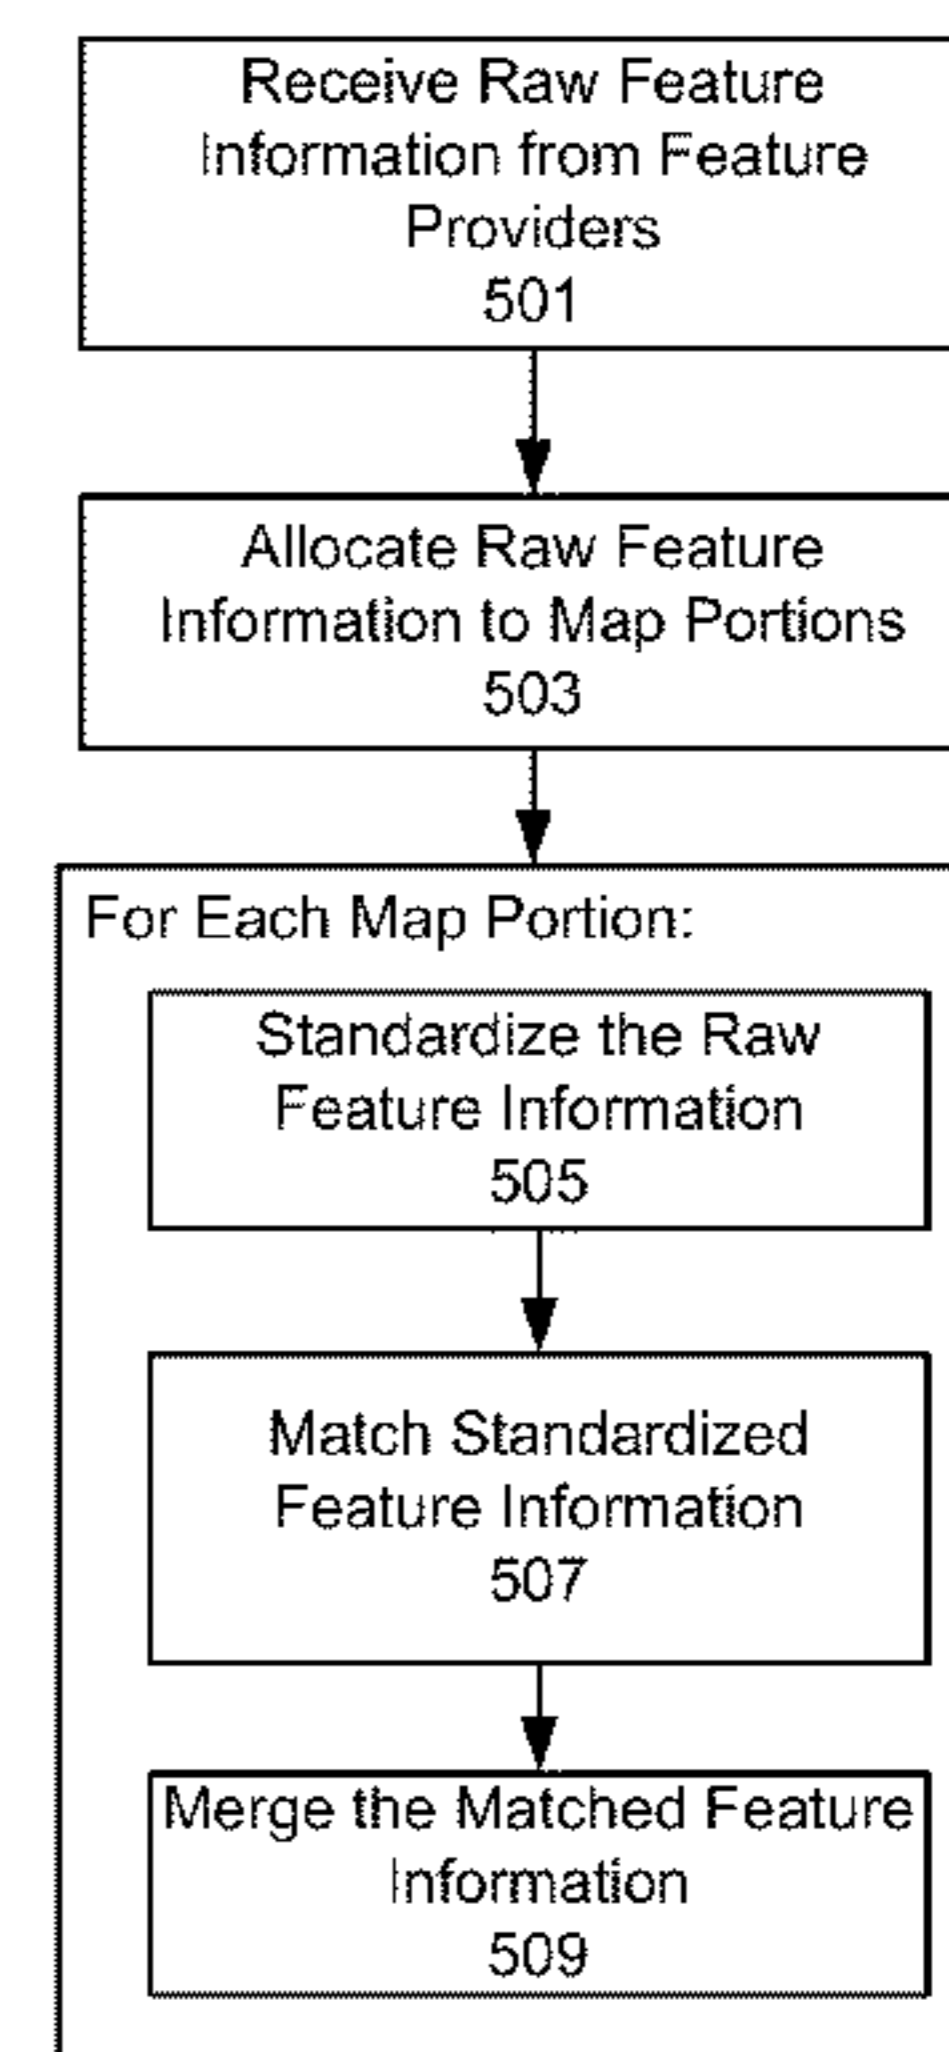 Receive Raw Feature
Information from Feature
Providers
501
Allocate Raw Feature
Information to Map Portions
503
For Each Map Portion:
Standardize the Raw
Feature Information
505
Match Standardized
Feature Information
507
Merge the Matched Feature
Information
509